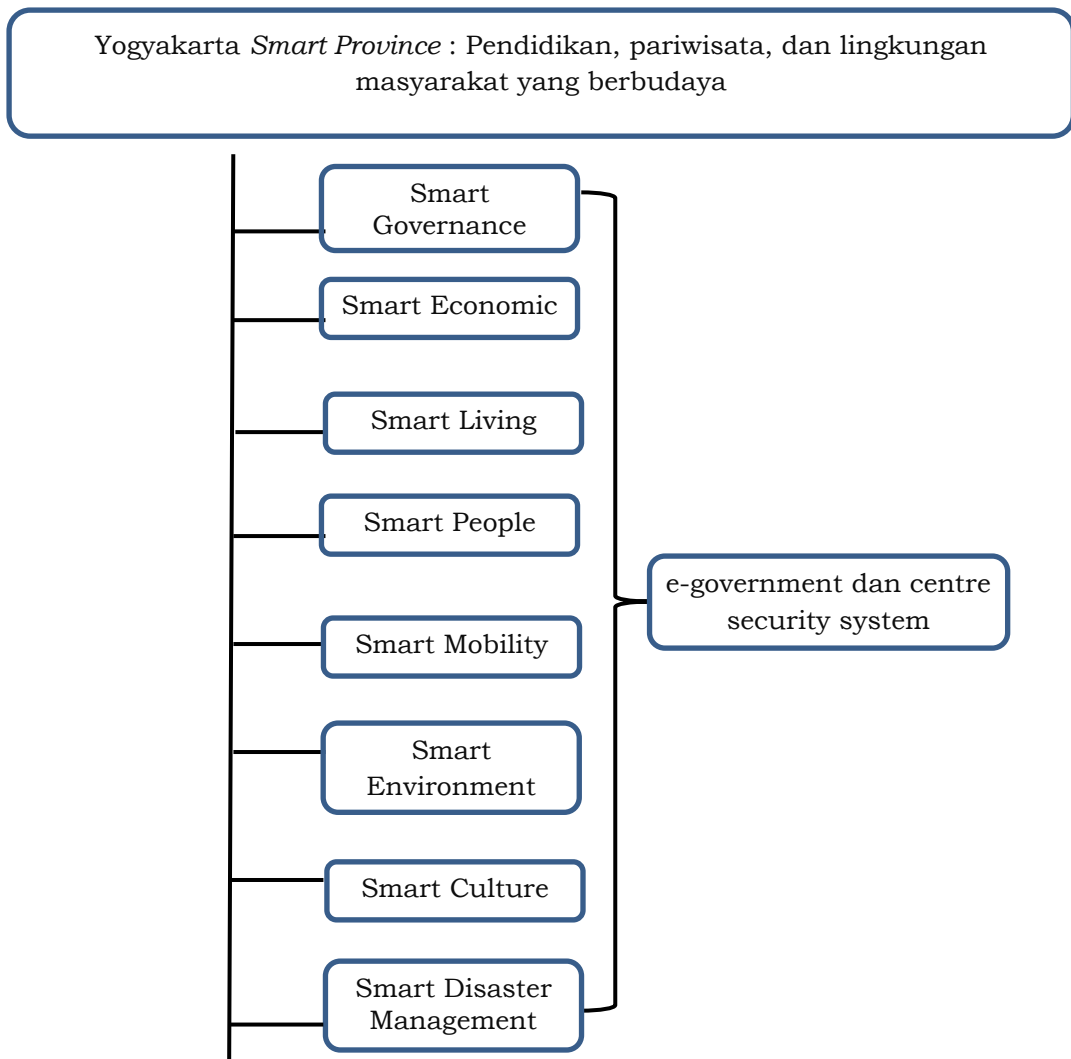 Yogyakarta Smart Province : Pendidikan, pariwisata, dan lingkungan
masyarakat yang berbudaya
Smart
Governance
Smart Economic
Smart Living
Smart People
e-government dan centre
security system
Smart Mobility
Smart
Environment
Smart Culture
Smart Disaster
Management